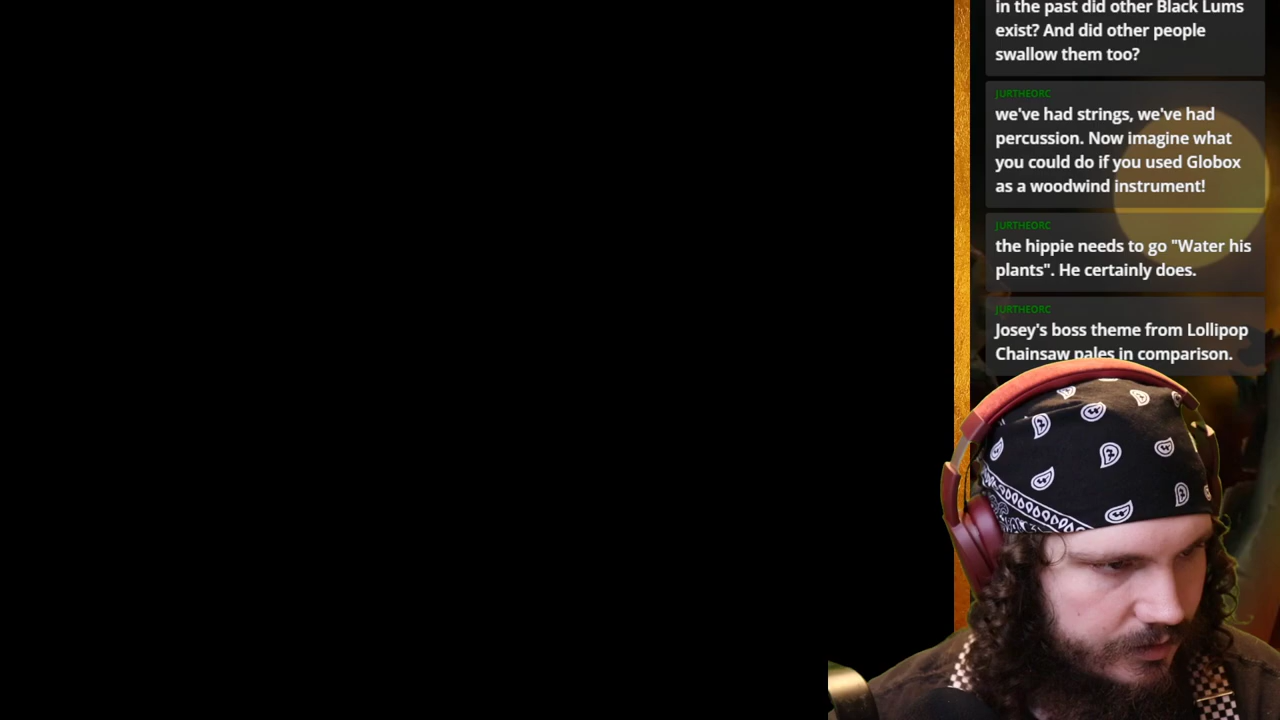 in the past did other Black Lums
exist? And did other people
swallow them too?
JURTHEORC
we've had strings, we've had
percussion. Now imagine what
you could do if you used Globox
as a woodwind instrument!
JURTHEORC
the hippie needs to go "Water his
plants". He certainly does.
JURTHEORC
Josey's boss theme from Lollipop
Chainsaw pales in comparison.